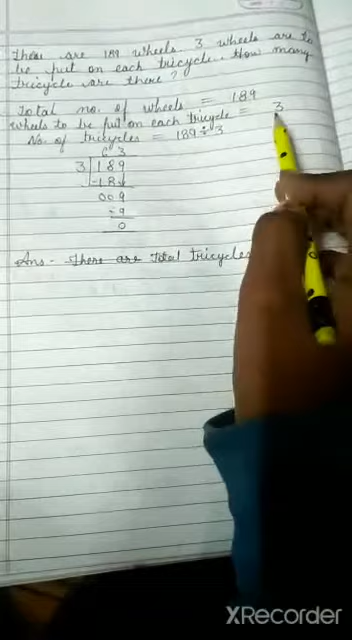 There are 189 wheels 3 wheels are to
be put on each tricycle. How many
tricycle are there?
Total no. of wheels = 189
Wheels to be put on each tricycle = 3
No. of tricycles = 189÷3
63
3 189
-18
009
-9
0
Ans- There are Total tricycles
XRecorder